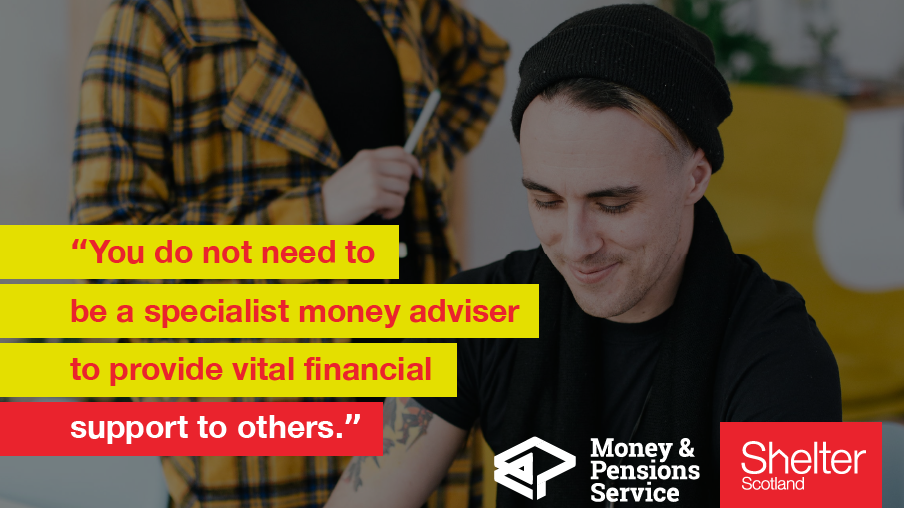 “You do not need to
be a specialist money adviser
to provide vital financial
support to others.”
Money &
Pensions
Service
Shelter
Scotland